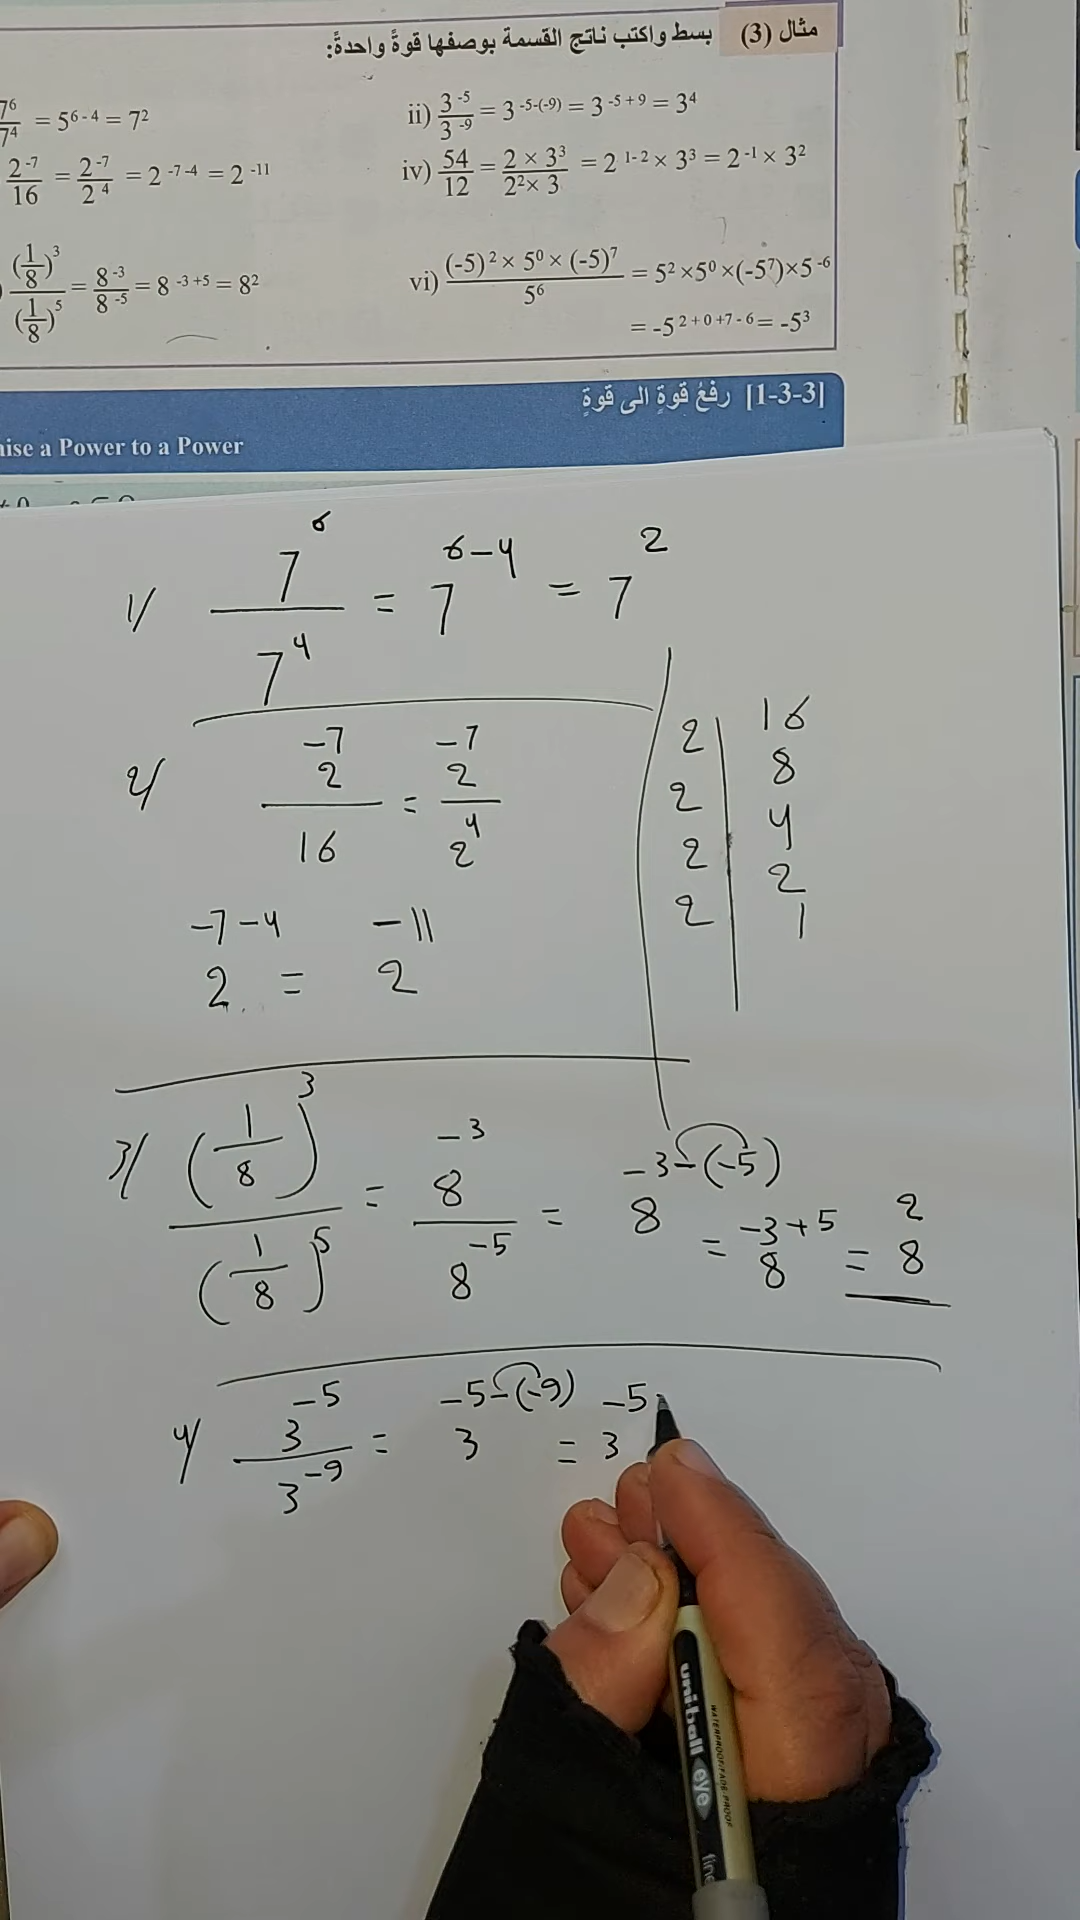 مثال (3) بسط واكتب ناتج القسمة بوصفها قوةً واحدةً:
7⁶/7⁴ = 5⁶⁻⁴ = 7²
ii) 3⁻⁵/3⁻⁹ = 3⁻⁵⁻⁽⁻⁹⁾ = 3⁻⁵⁺⁹ = 3⁴
2⁻⁷/16 = 2⁻⁷/2⁴ = 2⁻⁷⁻⁴ = 2⁻¹¹
iv) 54/12 = 2 × 3³/2² × 3 = 2¹⁻² × 3³ = 2⁻¹ × 3²
(1/8)³/(1/8)⁵ = 8⁻³/8⁻⁵ = 8⁻³⁺⁵ = 8²
vi) (-5)² × 5⁰ × (-5)⁷/5⁶ = 5² × 5⁰ × (-5⁷) × 5⁻⁶
= -5²⁺⁰⁺⁷⁻⁶ = -5³
[1-3-3] رفعُ قوةٍ الى قوةٍ
aise a Power to a Power
1/ 7⁶/7⁴ = 7⁶⁻⁴ = 7²
2/ 2⁻⁷/16 = 2⁻⁷/2⁴
2⁻⁷⁻⁴ = 2⁻¹¹
2 16
2 8
2 4
2 2
1
3/ (1/8)³/(1/8)⁵ = 8⁻³/8⁻⁵ = 8⁻³⁻⁽⁻⁵⁾ = 8⁻³⁺⁵ = 8²
4/ 3⁻⁵/3⁻⁹ = 3⁻⁵⁻⁽⁻⁹⁾ = 3⁻⁵
uni-ball eye
WATERPROOF/FADE PROOF
fine